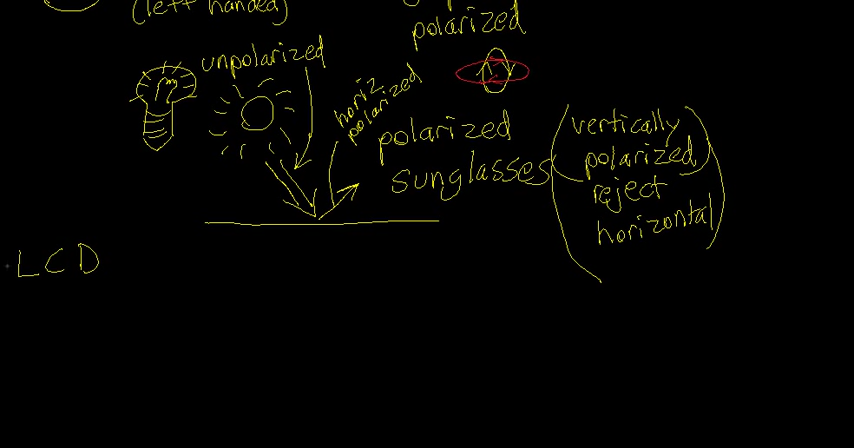 (left handed)
polarized
unpolarized
horiz
polarized
polarized
sunglasses
(vertically
polarized)
reject
horizontal
LCD